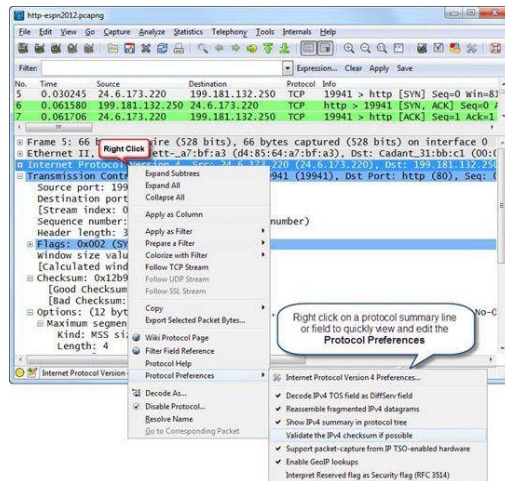 http-espn2012.pcapng
File Edit View Go Capture Analyze Statistics Telephony Tools Internals Help
Filter: Expression... Clear Apply Save
No. Time Source Destination Protocol Info
5 0.030245 24.6.173.220 199.181.132.250 TCP 19941 > http [SYN] Seq=0 Win=81
6 0.061580 199.181.132.250 24.6.173.220 TCP http > 19941 [SYN, ACK] Seq=0 A
7 0.061706 24.6.173.220 199.181.132.250 TCP 19941 > http [ACK] Seq=1 Ack=1
Frame 5: 66 b ire (528 bits), 66 bytes captured (528 bits) on interface 0
Right Click
Ethernet II, ett-_a7:bf:a3 (d4:85:64:a7:bf:a3), Dst: Cadant_31:bb:c1 (00:0
Internet Protocol Version 4, Src: 24.6.173.220 (24.6.173.220), Dst: 199.181.132.250
Transmission Contr 941 (19941), Dst Port: http (80), Seq: 0
Source port: 199
Destination port
[Stream index: 0
Sequence number: number)
Header length: 3
Flags: 0x002 (SY
Window size valu
[Calculated wind
Checksum: 0x12b9
[Good Checksum:
[Bad Checksum:
Options: (12 byt No-O
Maximum segmen
Kind: MSS si
Length: 4
Expand Subtrees
Expand All
Collapse All
Apply as Column
Apply as Filter
Prepare a Filter
Colorize with Filter
Follow TCP Stream
Follow UDP Stream
Follow SSL Stream
Copy
Export Selected Packet Bytes...
Wiki Protocol Page
Filter Field Reference
Protocol Help
Protocol Preferences
Decode As...
Disable Protocol...
Resolve Name
Go to Corresponding Packet
Right click on a protocol summary line
or field to quickly view and edit the
Protocol Preferences
Internet Protocol Version 4 Preferences...
Decode IPv4 TOS field as DiffServ field
Reassemble fragmented IPv4 datagrams
Show IPv4 summary in protocol tree
Validate the IPv4 checksum if possible
Support packet-capture from IP TSO-enabled hardware
Enable GeoIP lookups
Interpret Reserved flag as Security flag (RFC 3514)
Internet Protocol Version